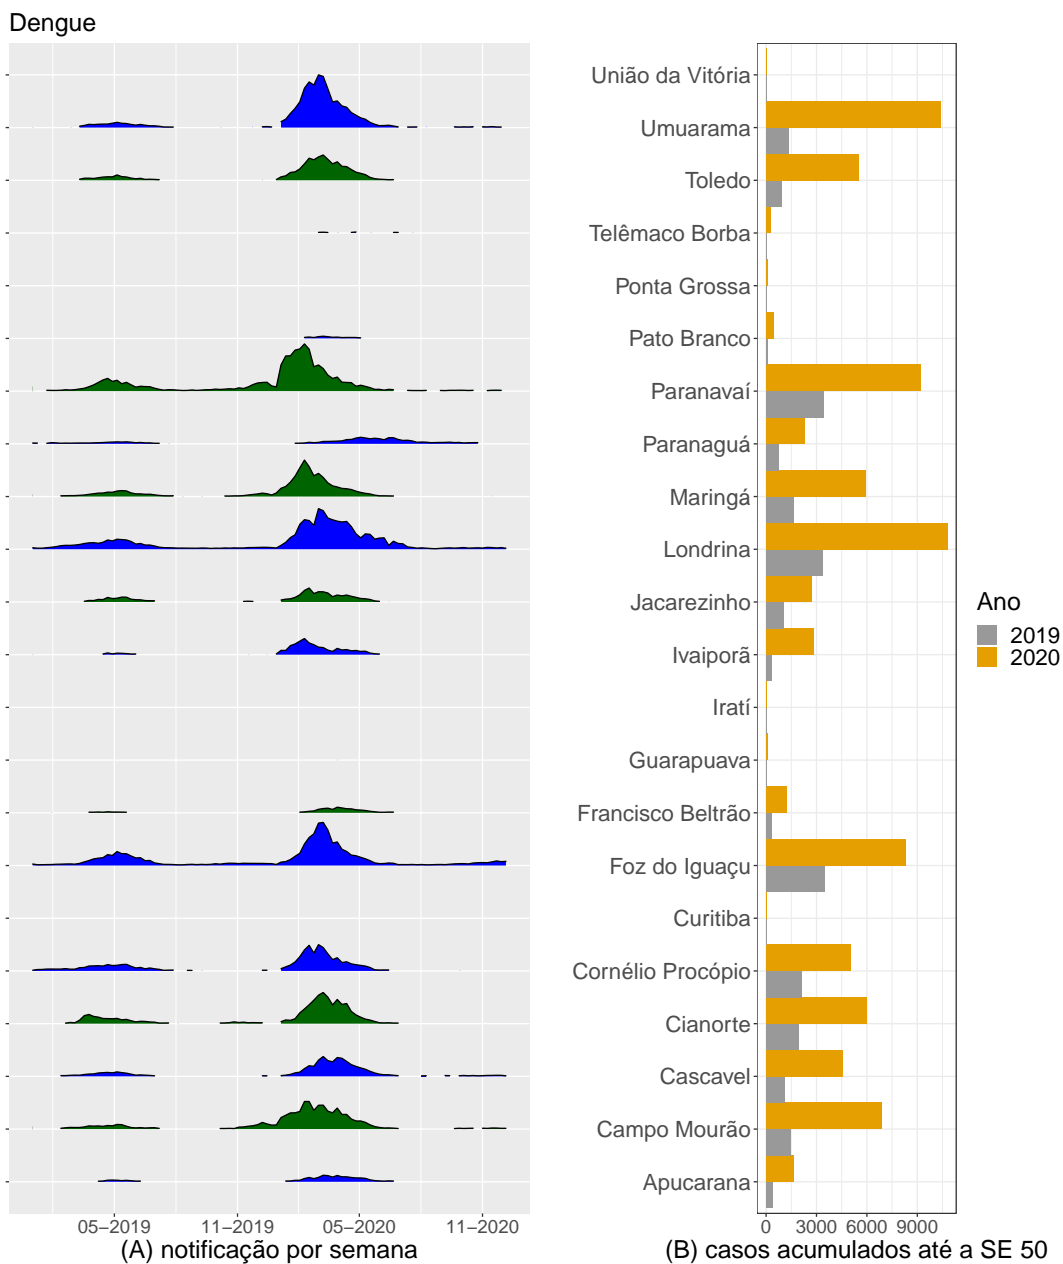 Dengue
União da Vitória
Umuarama
Toledo
Telêmaco Borba
Ponta Grossa
Pato Branco
Paranavaí
Paranaguá
Maringá
Londrina
Jacarezinho
Ivaiporã
Iratí
Guarapuava
Francisco Beltrão
Foz do Iguaçu
Curitiba
Cornélio Procópio
Cianorte
Cascavel
Campo Mourão
Apucarana
Ano
2019
2020
05−2019 11−2019 05−2020 11−2020
0 3000 6000 9000
(A) notificação por semana
(B) casos acumulados até a SE 50